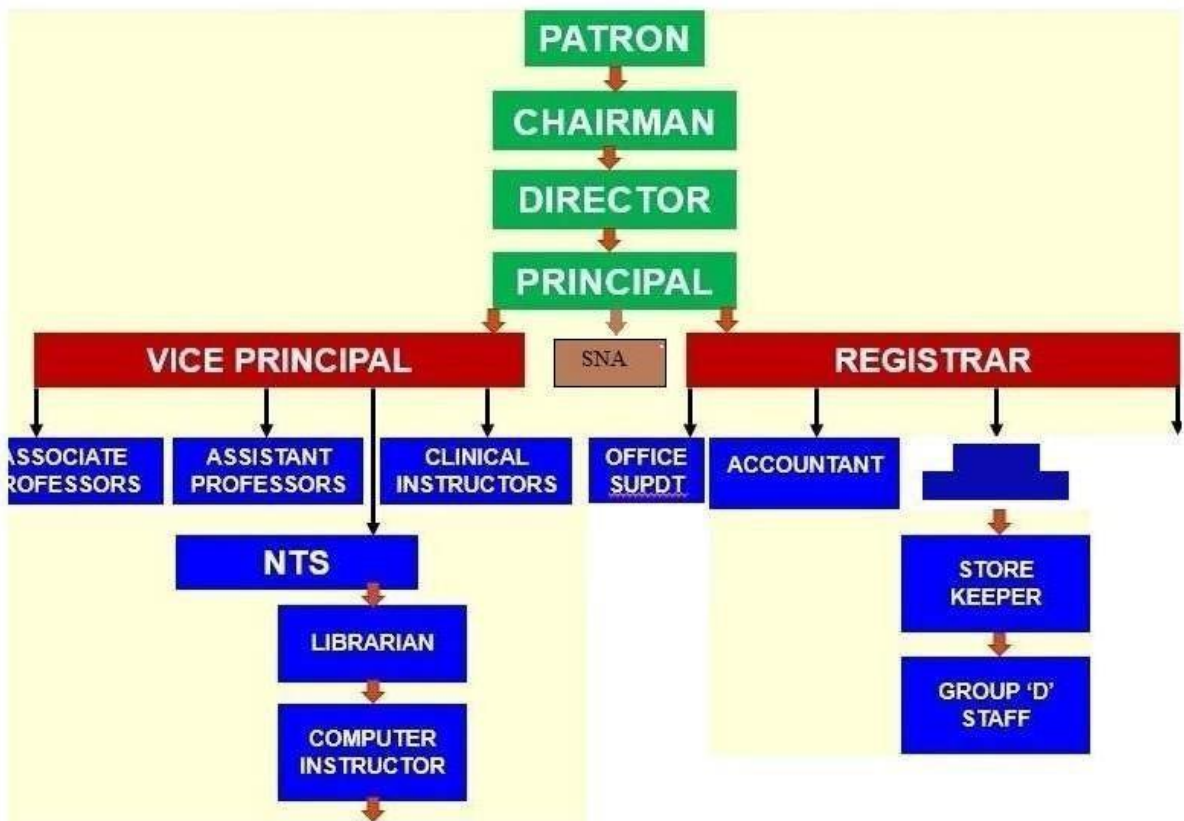 PATRON
CHAIRMAN
DIRECTOR
PRINCIPAL
VICE PRINCIPAL
SNA
REGISTRAR
ASSOCIATE
ROFESSORS
ASSISTANT
PROFESSORS
CLINICAL
INSTRUCTORS
OFFICE
SUPDT
ACCOUNTANT
NTS
LIBRARIAN
COMPUTER
INSTRUCTOR
STORE
KEEPER
GROUP ‘D’
STAFF